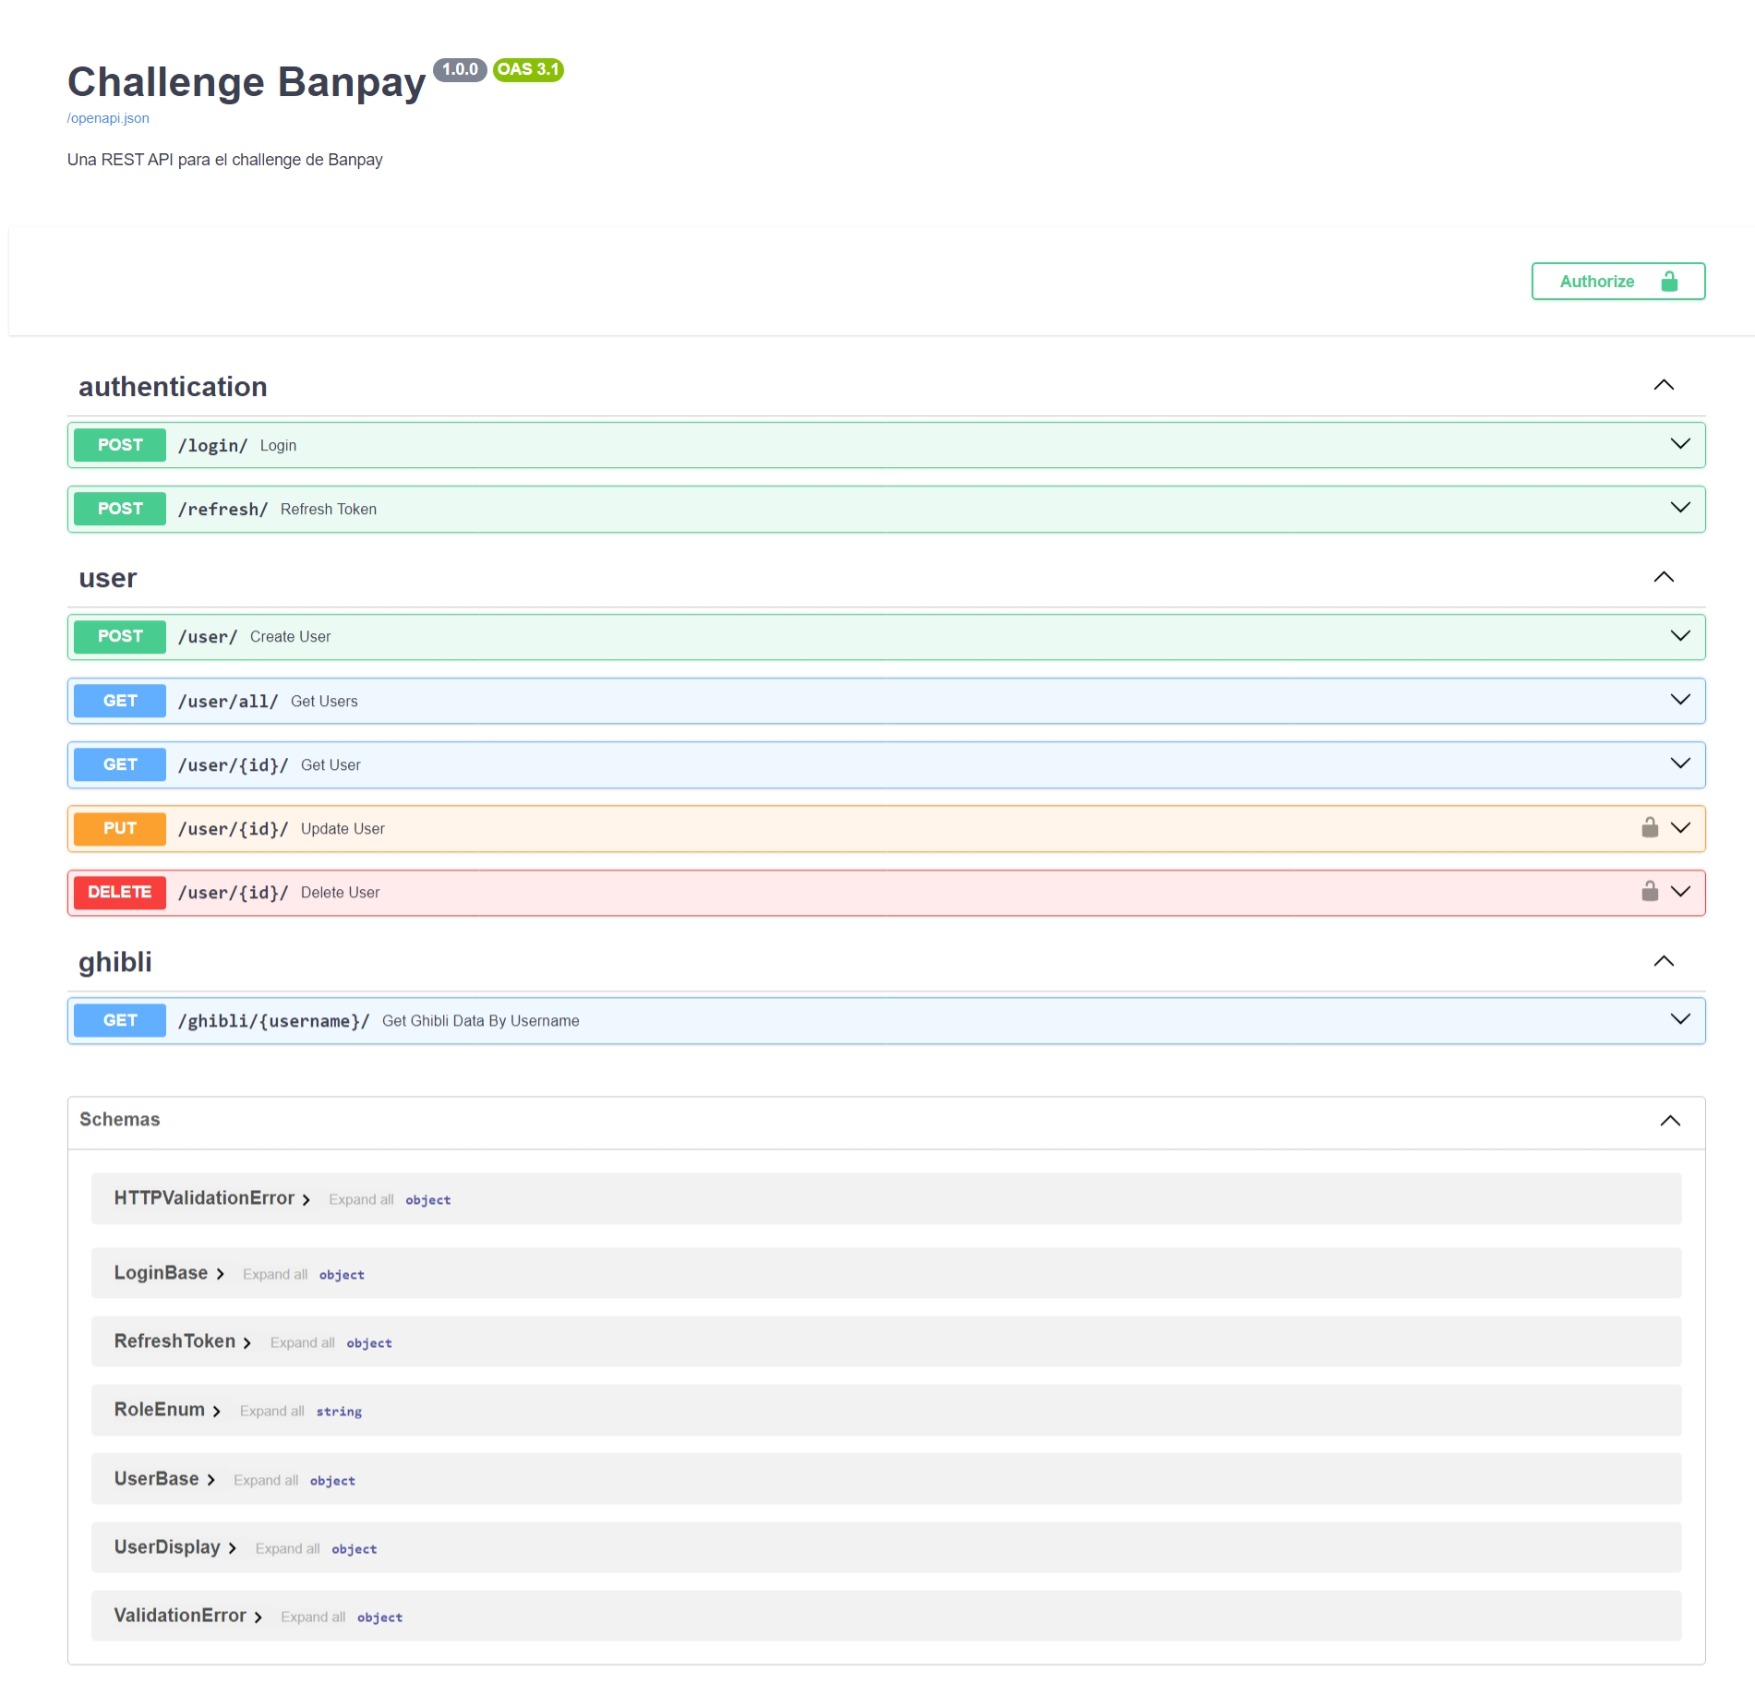 Challenge Banpay 1.0.0 OAS 3.1
/openapi.json
Una REST API para el challenge de Banpay
Authorize
authentication
POST /login/ Login
POST /refresh/ Refresh Token
user
POST /user/ Create User
GET /user/all/ Get Users
GET /user/{id}/ Get User
PUT /user/{id}/ Update User
DELETE /user/{id}/ Delete User
ghibli
GET /ghibli/{username}/ Get Ghibli Data By Username
Schemas
HTTPValidationError Expand all object
LoginBase Expand all object
RefreshToken Expand all object
RoleEnum Expand all string
UserBase Expand all object
UserDisplay Expand all object
ValidationError Expand all object